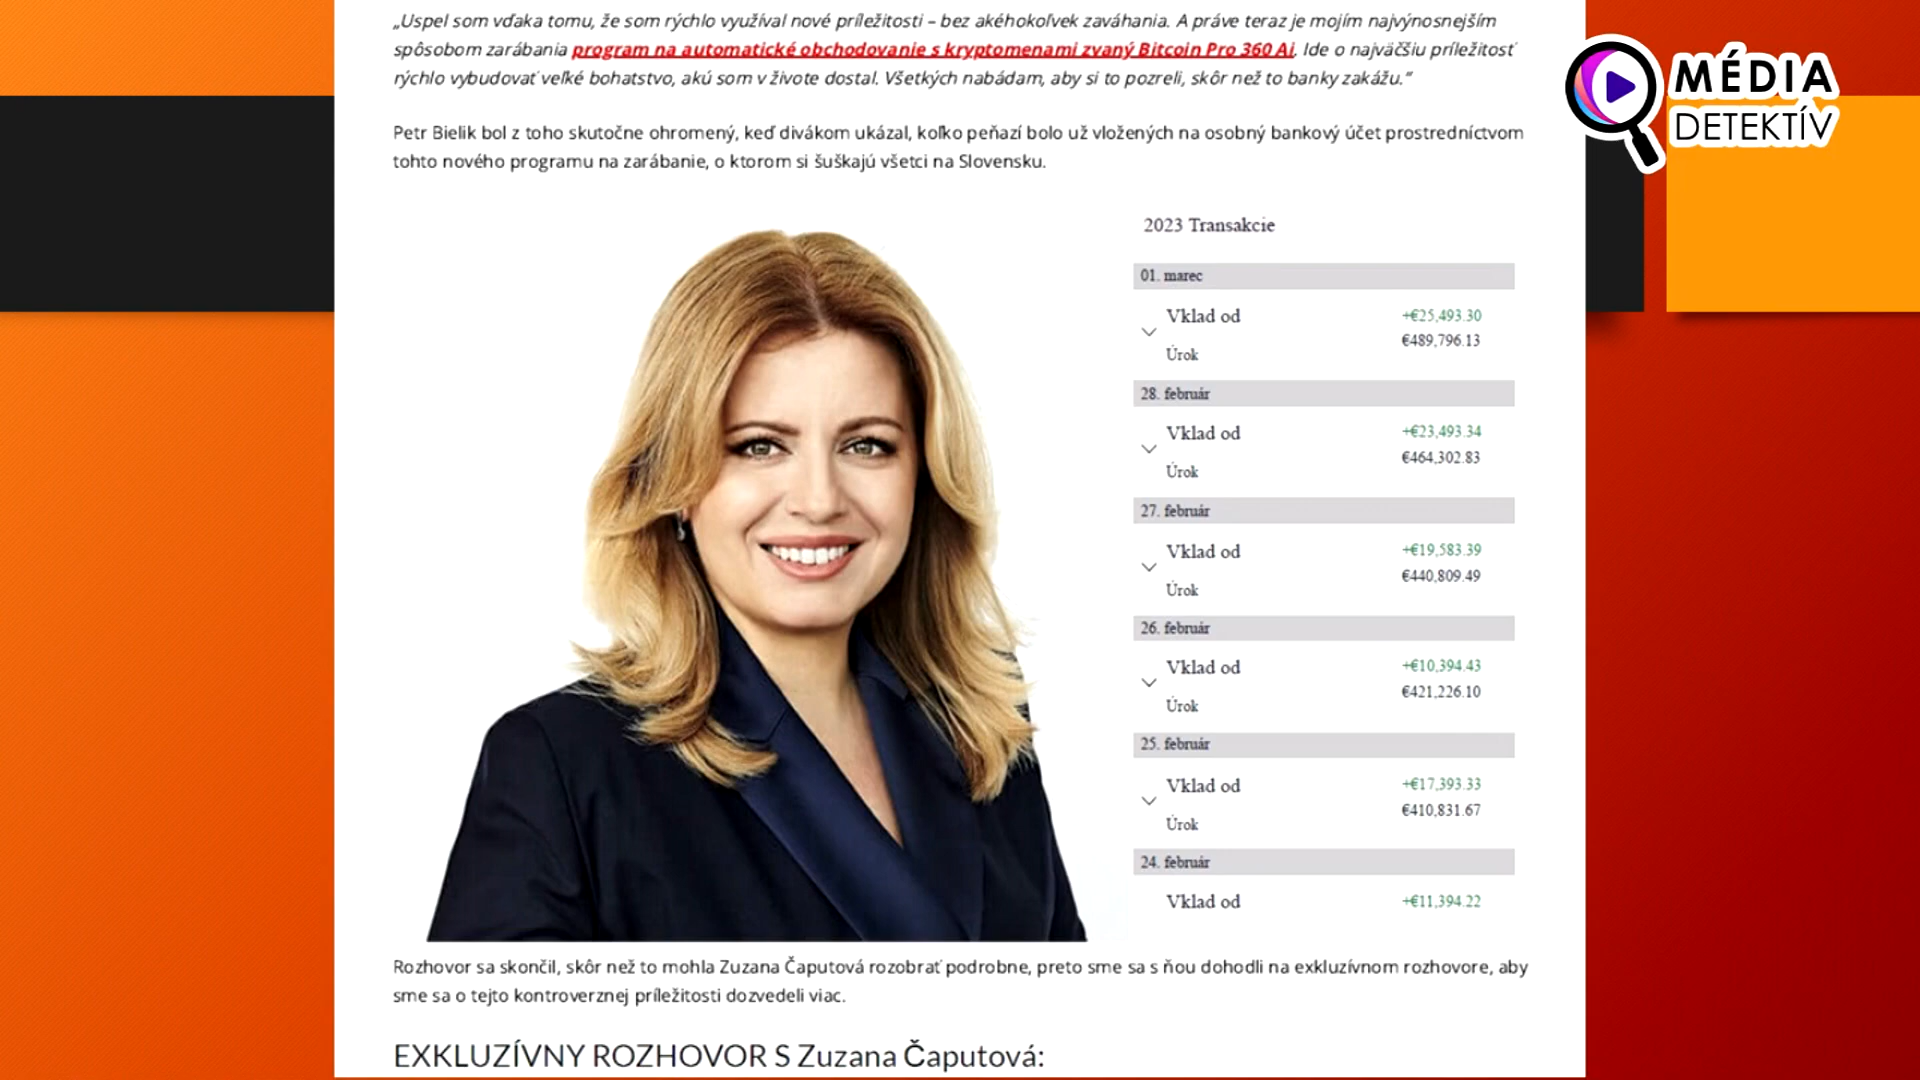 „Uspel som vďaka tomu, že som rýchlo využíval nové príležitosti – bez akéhokoľvek zaváhania. A práve teraz je mojím najvýnosnejším
spôsobom zarábania program na automatické obchodovanie s kryptomenami zvaný Bitcoin Pro 360 Ai. Ide o najväčšiu príležitosť
rýchlo vybudovať veľké bohatstvo, akú som v živote dostal. Všetkých nabádam, aby si to pozreli, skôr než to banky zakážu.“
MÉDIA
DETEKTÍV
Petr Bielik bol z toho skutočne ohromený, keď divákom ukázal, koľko peňazí bolo už vložených na osobný bankový účet prostredníctvom
tohto nového programu na zarábanie, o ktorom si šuškajú všetci na Slovensku.
2023 Transakcie
01. marec
Vklad od +€25,493.30
€489,796.13
Úrok
28. február
Vklad od +€23,493.34
€464,302.83
Úrok
27. február
Vklad od +€19,583.39
€440,809.49
Úrok
26. február
Vklad od +€10,394.43
€421,226.10
Úrok
25. február
Vklad od +€17,393.33
€410,831.67
Úrok
24. február
Vklad od +€11,394.22
Rozhovor sa skončil, skôr než to mohla Zuzana Čaputová rozobrať podrobne, preto sme sa s ňou dohodli na exkluzívnom rozhovore, aby
sme sa o tejto kontroverznej príležitosti dozvedeli viac.
EXKLUZÍVNY ROZHOVOR S Zuzana Čaputová: